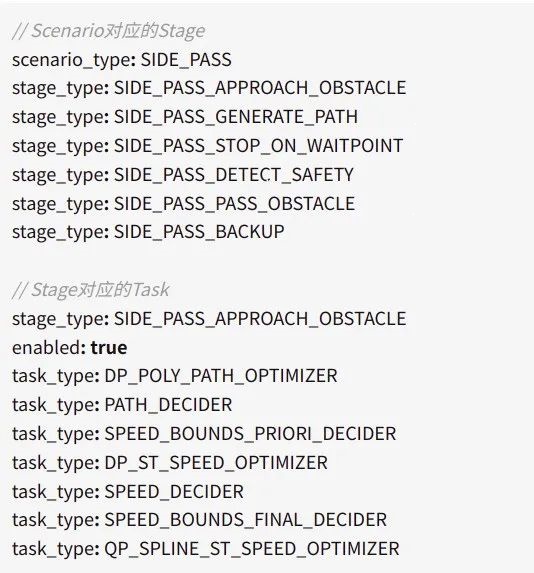 // Scenario对应的Stage
scenario_type: SIDE_PASS
stage_type: SIDE_PASS_APPROACH_OBSTACLE
stage_type: SIDE_PASS_GENERATE_PATH
stage_type: SIDE_PASS_STOP_ON_WAITPOINT
stage_type: SIDE_PASS_DETECT_SAFETY
stage_type: SIDE_PASS_PASS_OBSTACLE
stage_type: SIDE_PASS_BACKUP
// Stage对应的Task
stage_type: SIDE_PASS_APPROACH_OBSTACLE
enabled: true
task_type: DP_POLY_PATH_OPTIMIZER
task_type: PATH_DECIDER
task_type: SPEED_BOUNDS_PRIORI_DECIDER
task_type: DP_ST_SPEED_OPTIMIZER
task_type: SPEED_DECIDER
task_type: SPEED_BOUNDS_FINAL_DECIDER
task_type: QP_SPLINE_ST_SPEED_OPTIMIZER